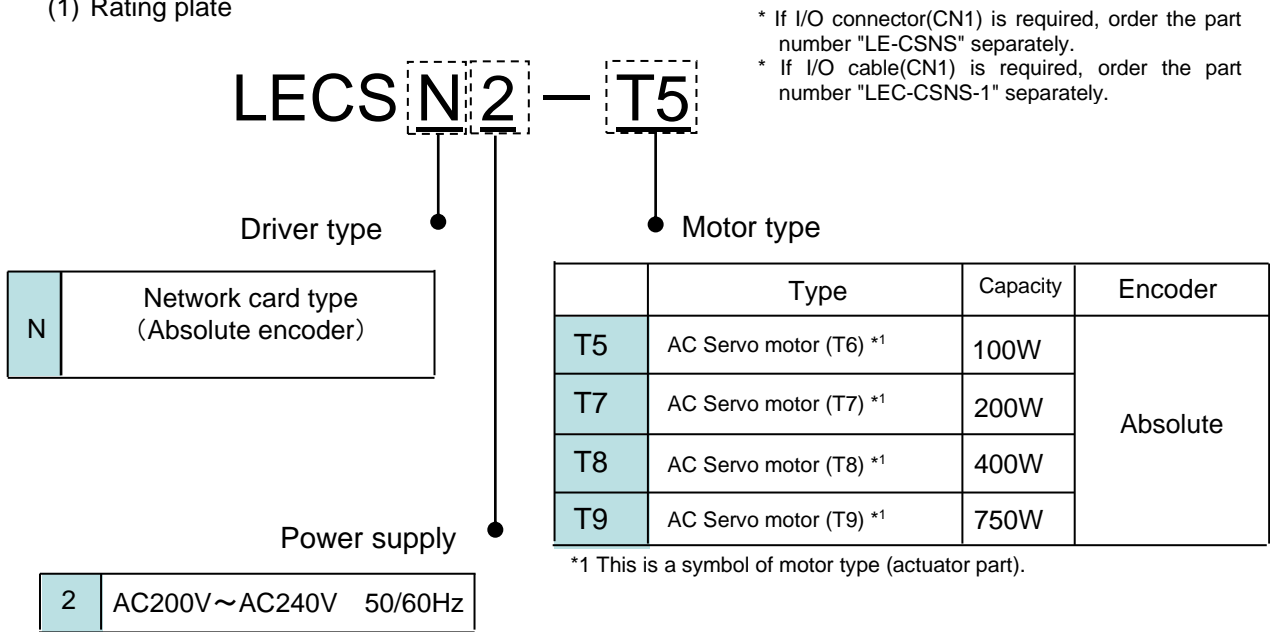 (1) Rating plate
* If I/O connector(CN1) is required, order the part
number "LE-CSNS" separately.
* If I/O cable(CN1) is required, order the part
number "LEC-CSNS-1" separately.
LECS N 2 － T5
Driver type
Motor type
N Network card type
（Absolute encoder）
Type Capacity Encoder
T5 AC Servo motor (T6) *1 100W
T7 AC Servo motor (T7) *1 200W
Absolute
T8 AC Servo motor (T8) *1 400W
T9 AC Servo motor (T9) *1 750W
Power supply
*1 This is a symbol of motor type (actuator part).
2 AC200V～AC240V 50/60Hz